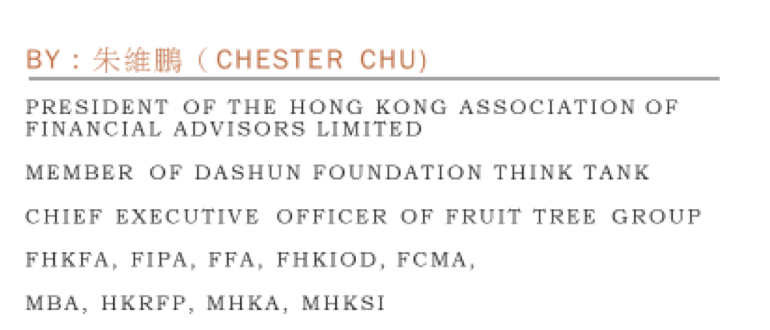 BY：朱維鵬（CHESTER CHU)
PRESIDENT OF THE HONG KONG ASSOCIATION OF
FINANCIAL ADVISORS LIMITED
MEMBER OF DASHUN FOUNDATION THINK TANK
CHIEF EXECUTIVE OFFICER OF FRUIT TREE GROUP
FHKFA, FIPA, FFA, FHKIOD, FCMA,
MBA, HKRFP, MHKA, MHKSI